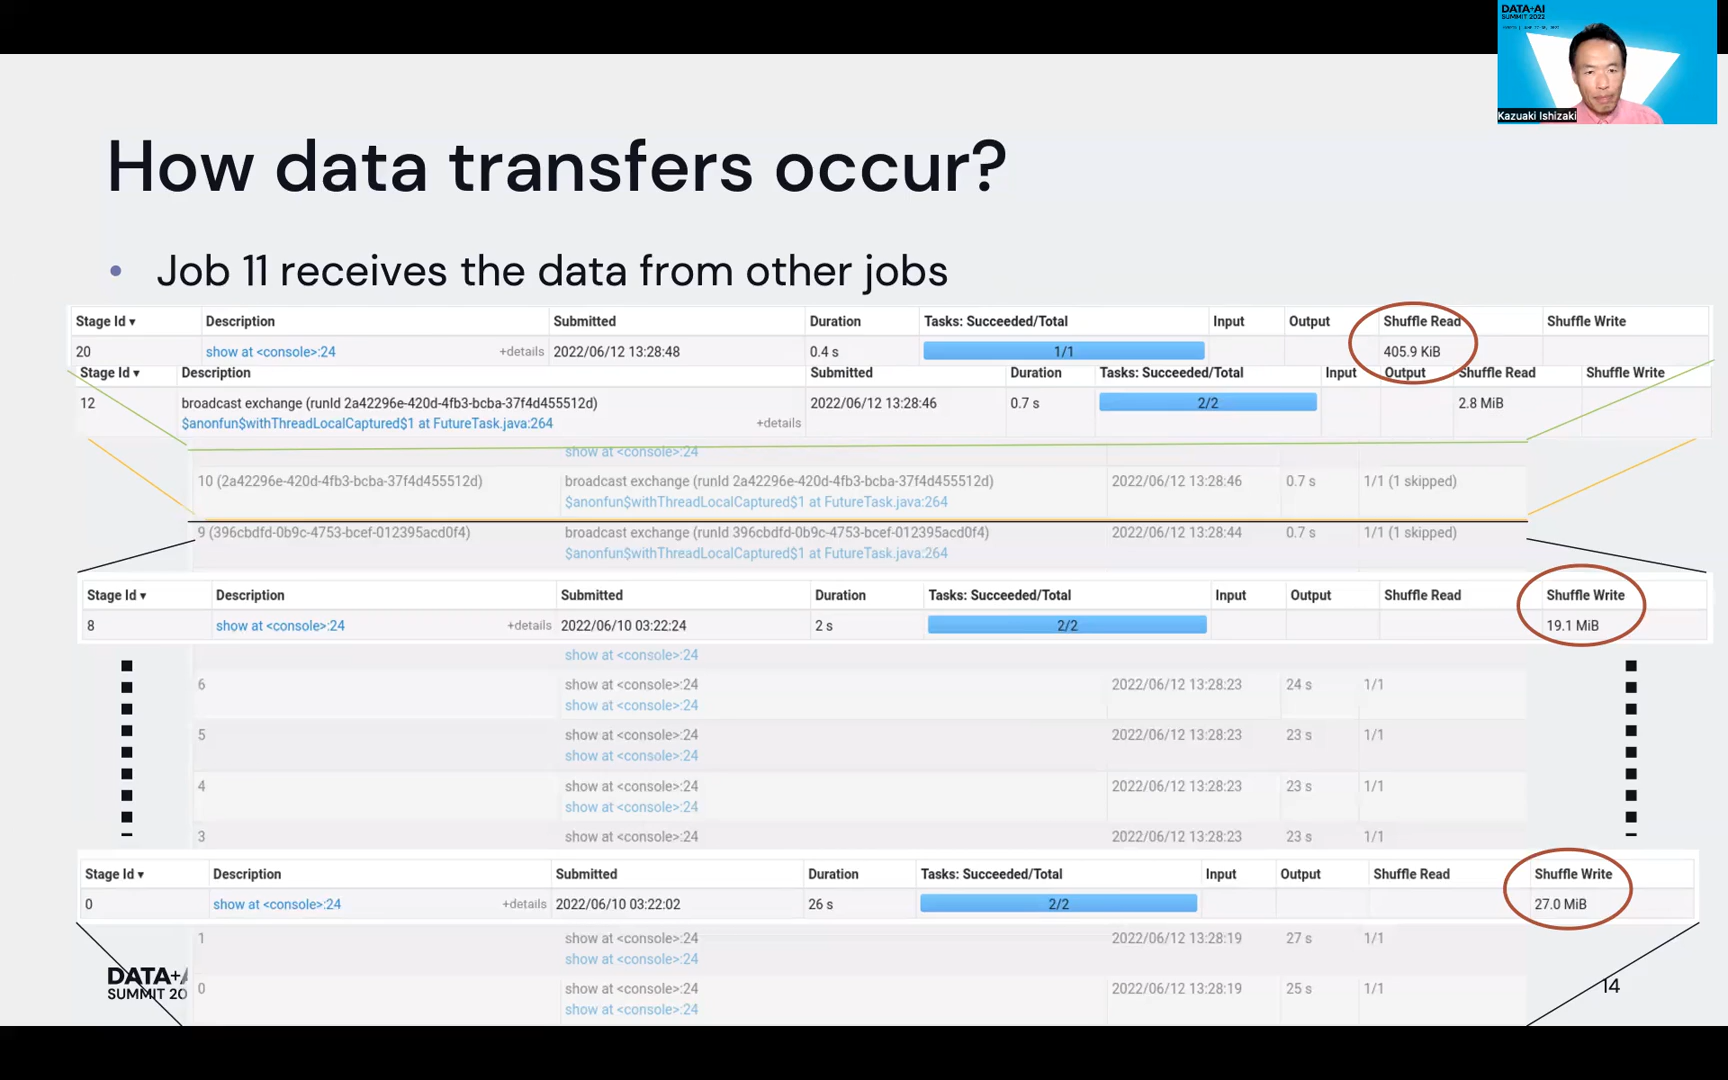 DATA+AI
SUMMIT 2022
Kazuaki Ishizaki
How data transfers occur?
• Job 11 receives the data from other jobs
Stage Id ▾ Description Submitted Duration Tasks: Succeeded/Total Input Output Shuffle Read Shuffle Write
20 show at <console>:24 +details 2022/06/12 13:28:48 0.4 s 1/1 405.9 KiB
Stage Id ▾ Description Submitted Duration Tasks: Succeeded/Total Input Output Shuffle Read Shuffle Write
12 broadcast exchange (runId 2a42296e-420d-4fb3-bcba-37f4d455512d) 2022/06/12 13:28:46 0.7 s 2/2 2.8 MiB
$anonfun$withThreadLocalCaptured$1 at FutureTask.java:264 +details
show at <console>:24
10 (2a42296e-420d-4fb3-bcba-37f4d455512d) broadcast exchange (runId 2a42296e-420d-4fb3-bcba-37f4d455512d) 2022/06/12 13:28:46 0.7 s 1/1 (1 skipped)
$anonfun$withThreadLocalCaptured$1 at FutureTask.java:264
9 (396cbdfd-0b9c-4753-bcef-012395acd0f4) broadcast exchange (runId 396cbdfd-0b9c-4753-bcef-012395acd0f4) 2022/06/12 13:28:44 0.7 s 1/1 (1 skipped)
$anonfun$withThreadLocalCaptured$1 at FutureTask.java:264
Stage Id ▾ Description Submitted Duration Tasks: Succeeded/Total Input Output Shuffle Read Shuffle Write
8 show at <console>:24 +details 2022/06/10 03:22:24 2 s 2/2 19.1 MiB
show at <console>:24
6 show at <console>:24 2022/06/12 13:28:23 24 s 1/1
show at <console>:24
5 show at <console>:24 2022/06/12 13:28:23 23 s 1/1
show at <console>:24
4 show at <console>:24 2022/06/12 13:28:23 23 s 1/1
show at <console>:24
3 show at <console>:24 2022/06/12 13:28:23 23 s 1/1
Stage Id ▾ Description Submitted Duration Tasks: Succeeded/Total Input Output Shuffle Read Shuffle Write
0 show at <console>:24 +details 2022/06/10 03:22:02 26 s 2/2 27.0 MiB
1 show at <console>:24 2022/06/12 13:28:19 27 s 1/1
show at <console>:24
0 show at <console>:24 2022/06/12 13:28:19 25 s 1/1
show at <console>:24
DATA+A
SUMMIT 20
14